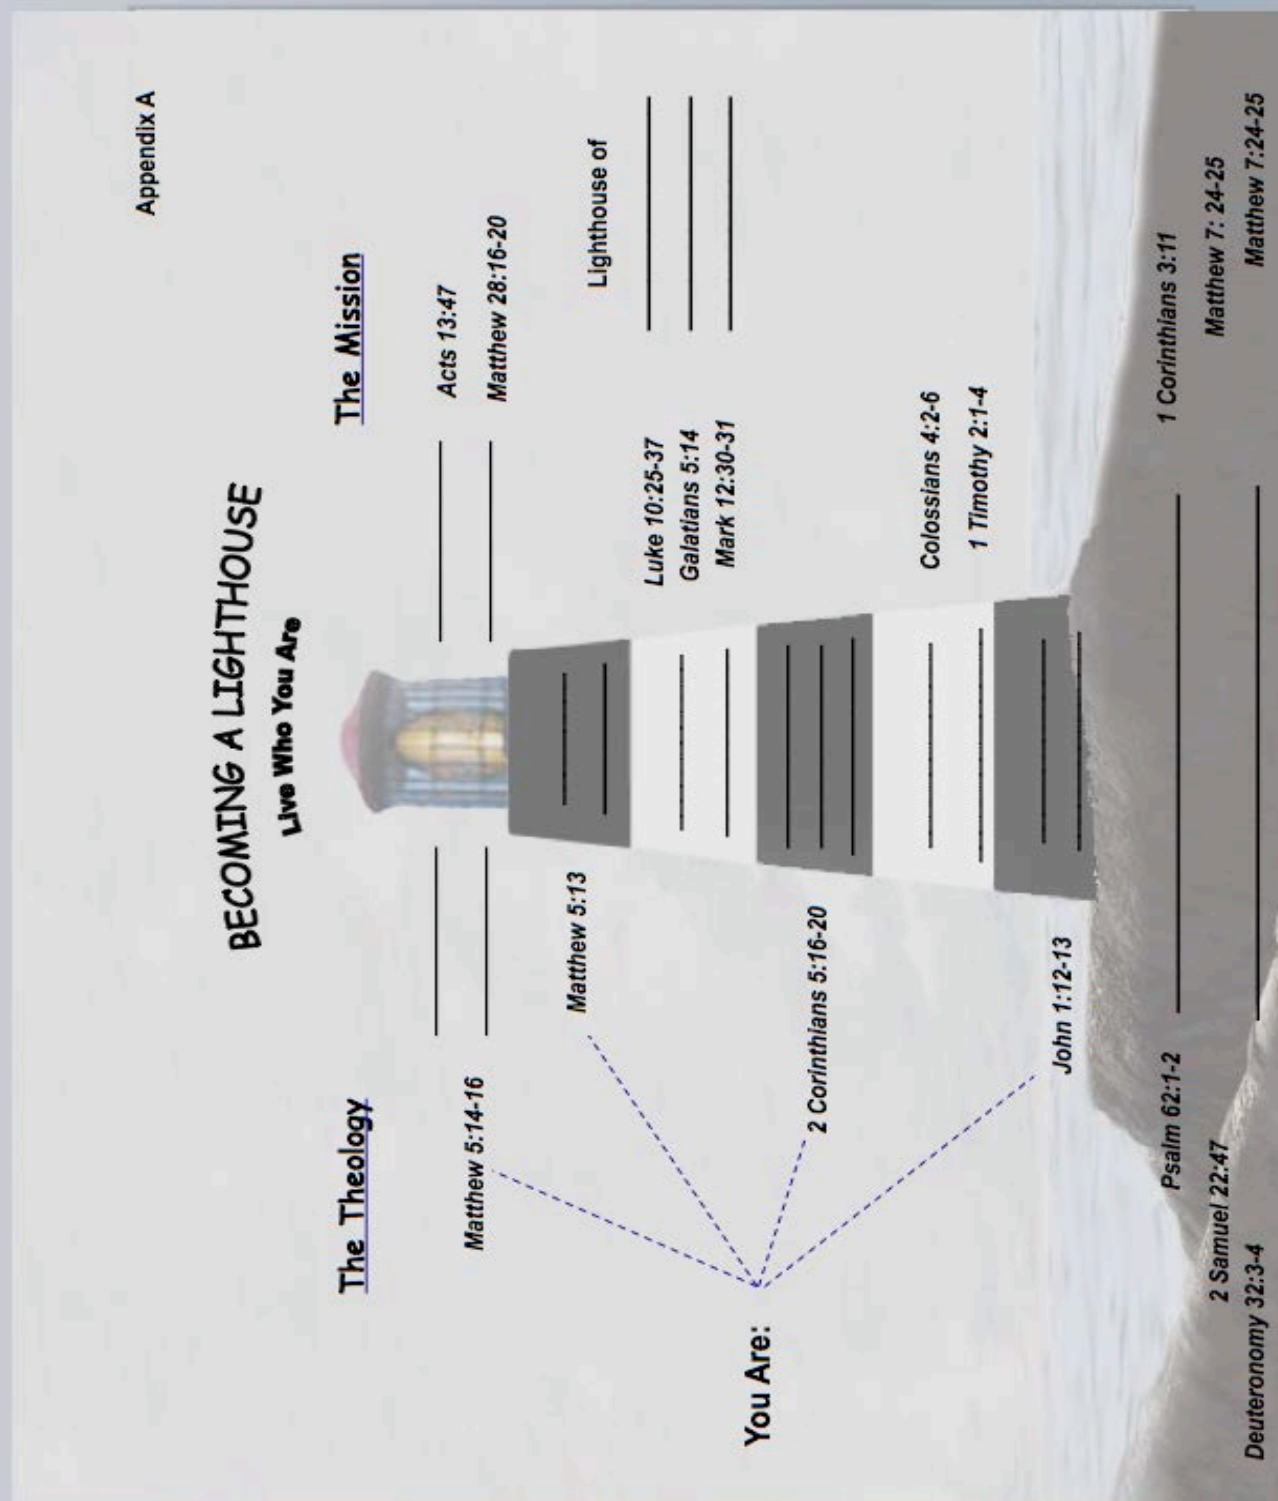 Appendix A
BECOMING A LIGHTHOUSE
Live Who You Are
The Theology
The Mission
Acts 13:47
Matthew 5:14-16
Matthew 28:16-20
Matthew 5:13
Lighthouse of
Luke 10:25-37
Galatians 5:14
Mark 12:30-31
You Are:
2 Corinthians 5:16-20
Colossians 4:2-6
1 Timothy 2:1-4
John 1:12-13
Psalm 62:1-2
1 Corinthians 3:11
2 Samuel 22:47
Matthew 7: 24-25
Deuteronomy 32:3-4
Matthew 7:24-25